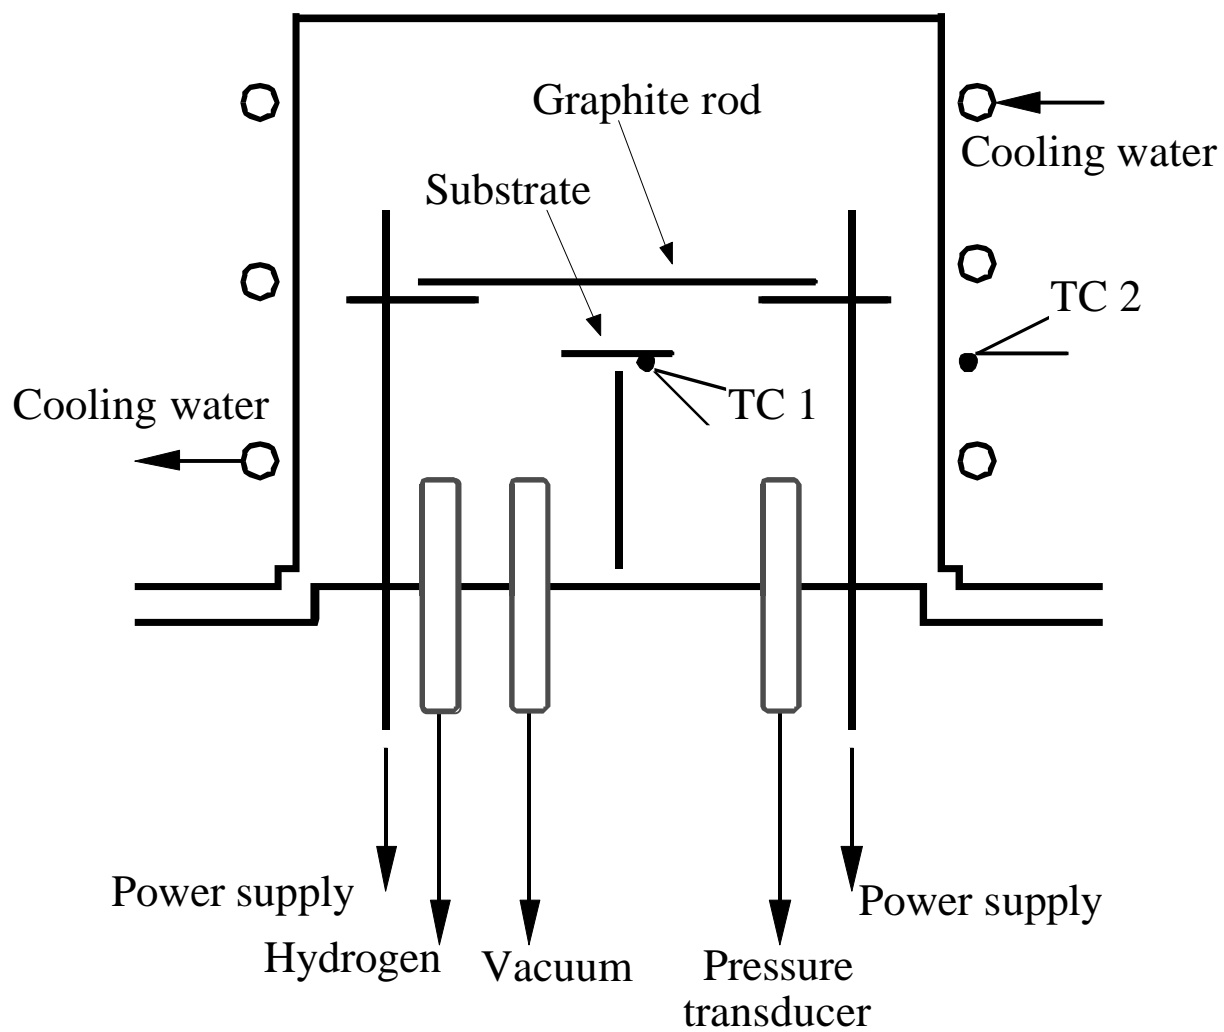 Graphite rod
Cooling water
Substrate
TC 2
Cooling water
TC 1
Power supply
Power supply
Hydrogen
Vacuum
Pressure
transducer